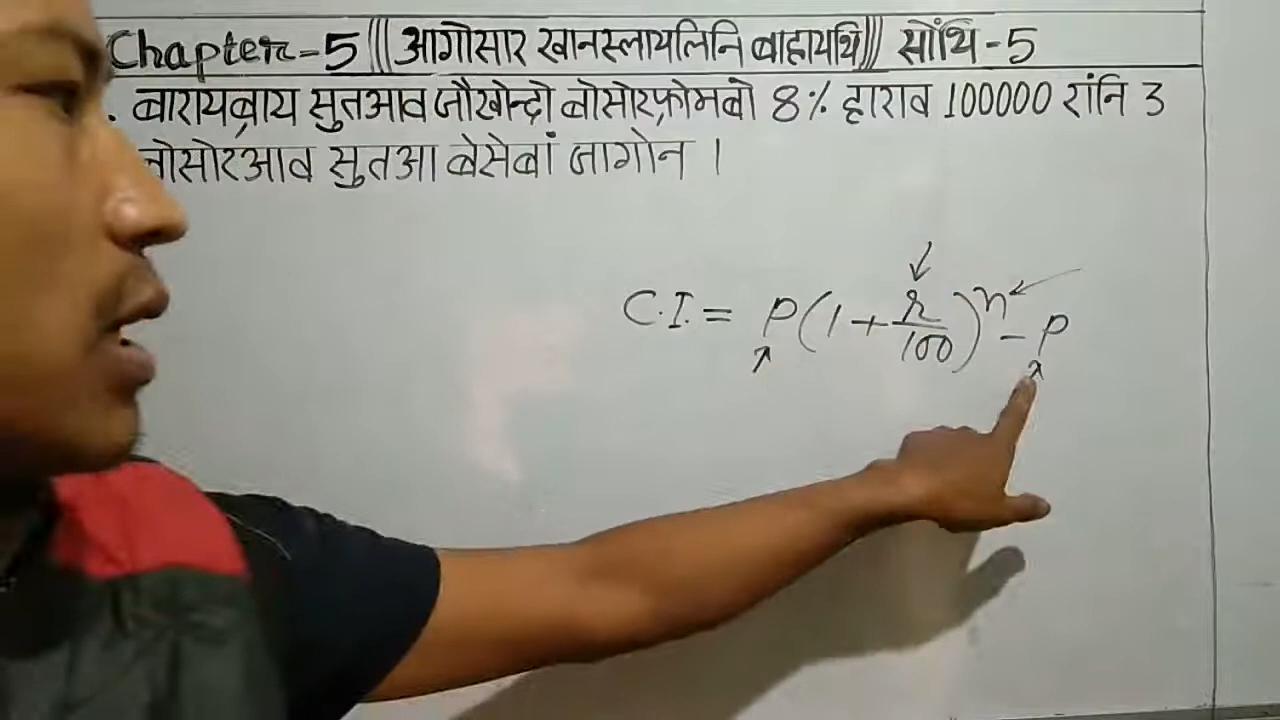 Chapter-5 ||| आगोसार खानस्लायलिनि बाहायथि ||| सोंथि-5
. बारायब्राय सुतआव जौखोन्दो बोसोरफ्रोमबो 8% हाराव 100000 रांनि 3
बोसोरआव सुतआ बेसेबां जागोन ।
C.I. = P(1+r/100)^n - P